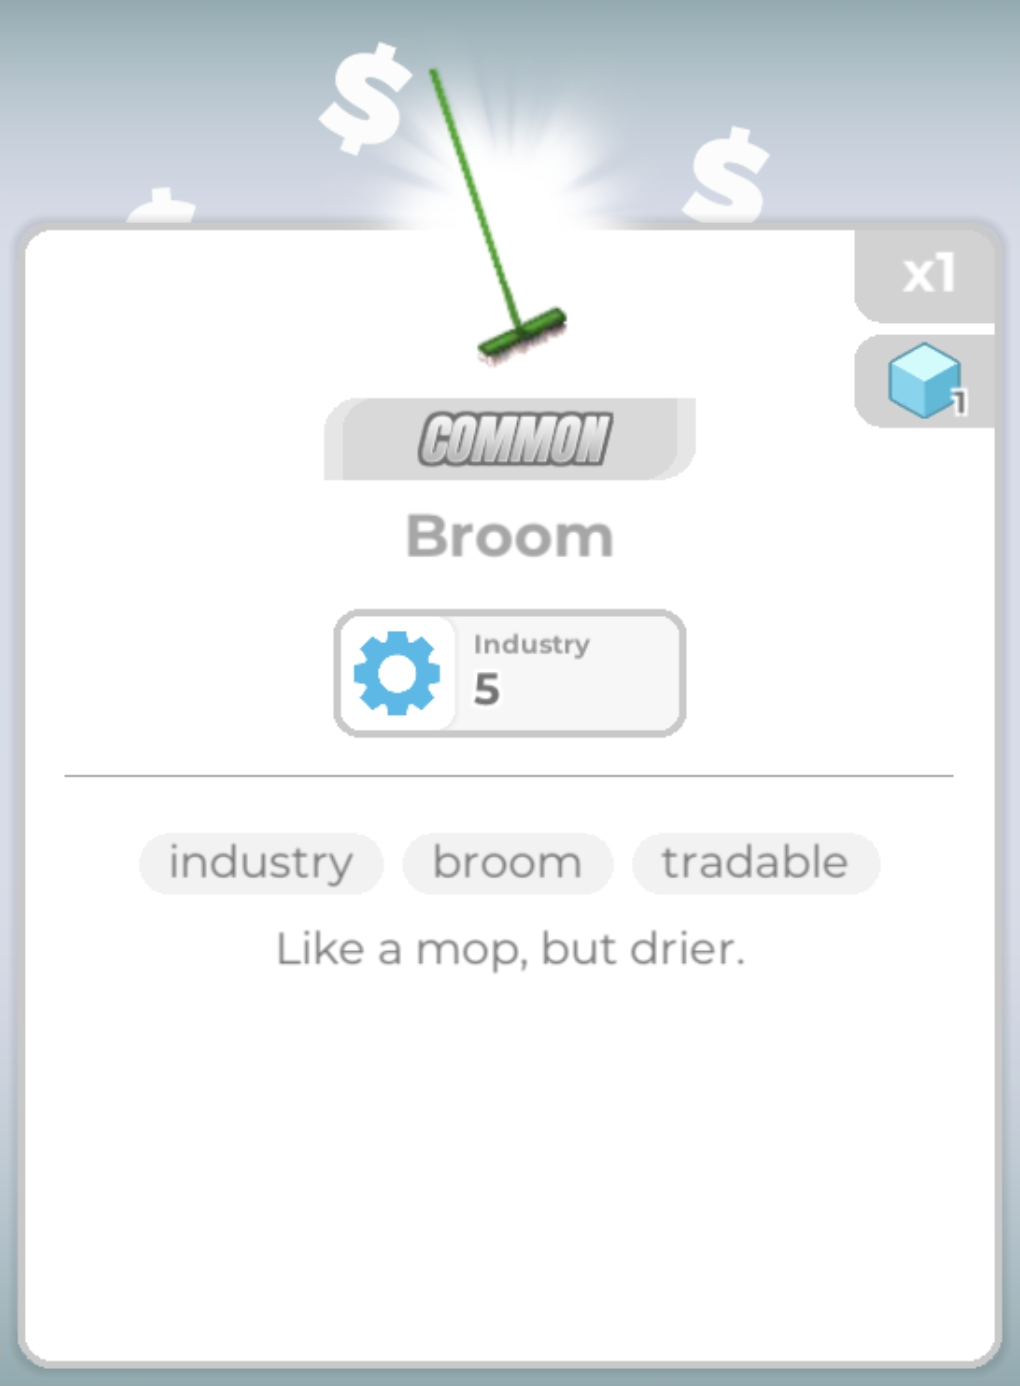 $
$
$
x1
1
COMMON
Broom
Industry
5
industry broom tradable
Like a mop, but drier.